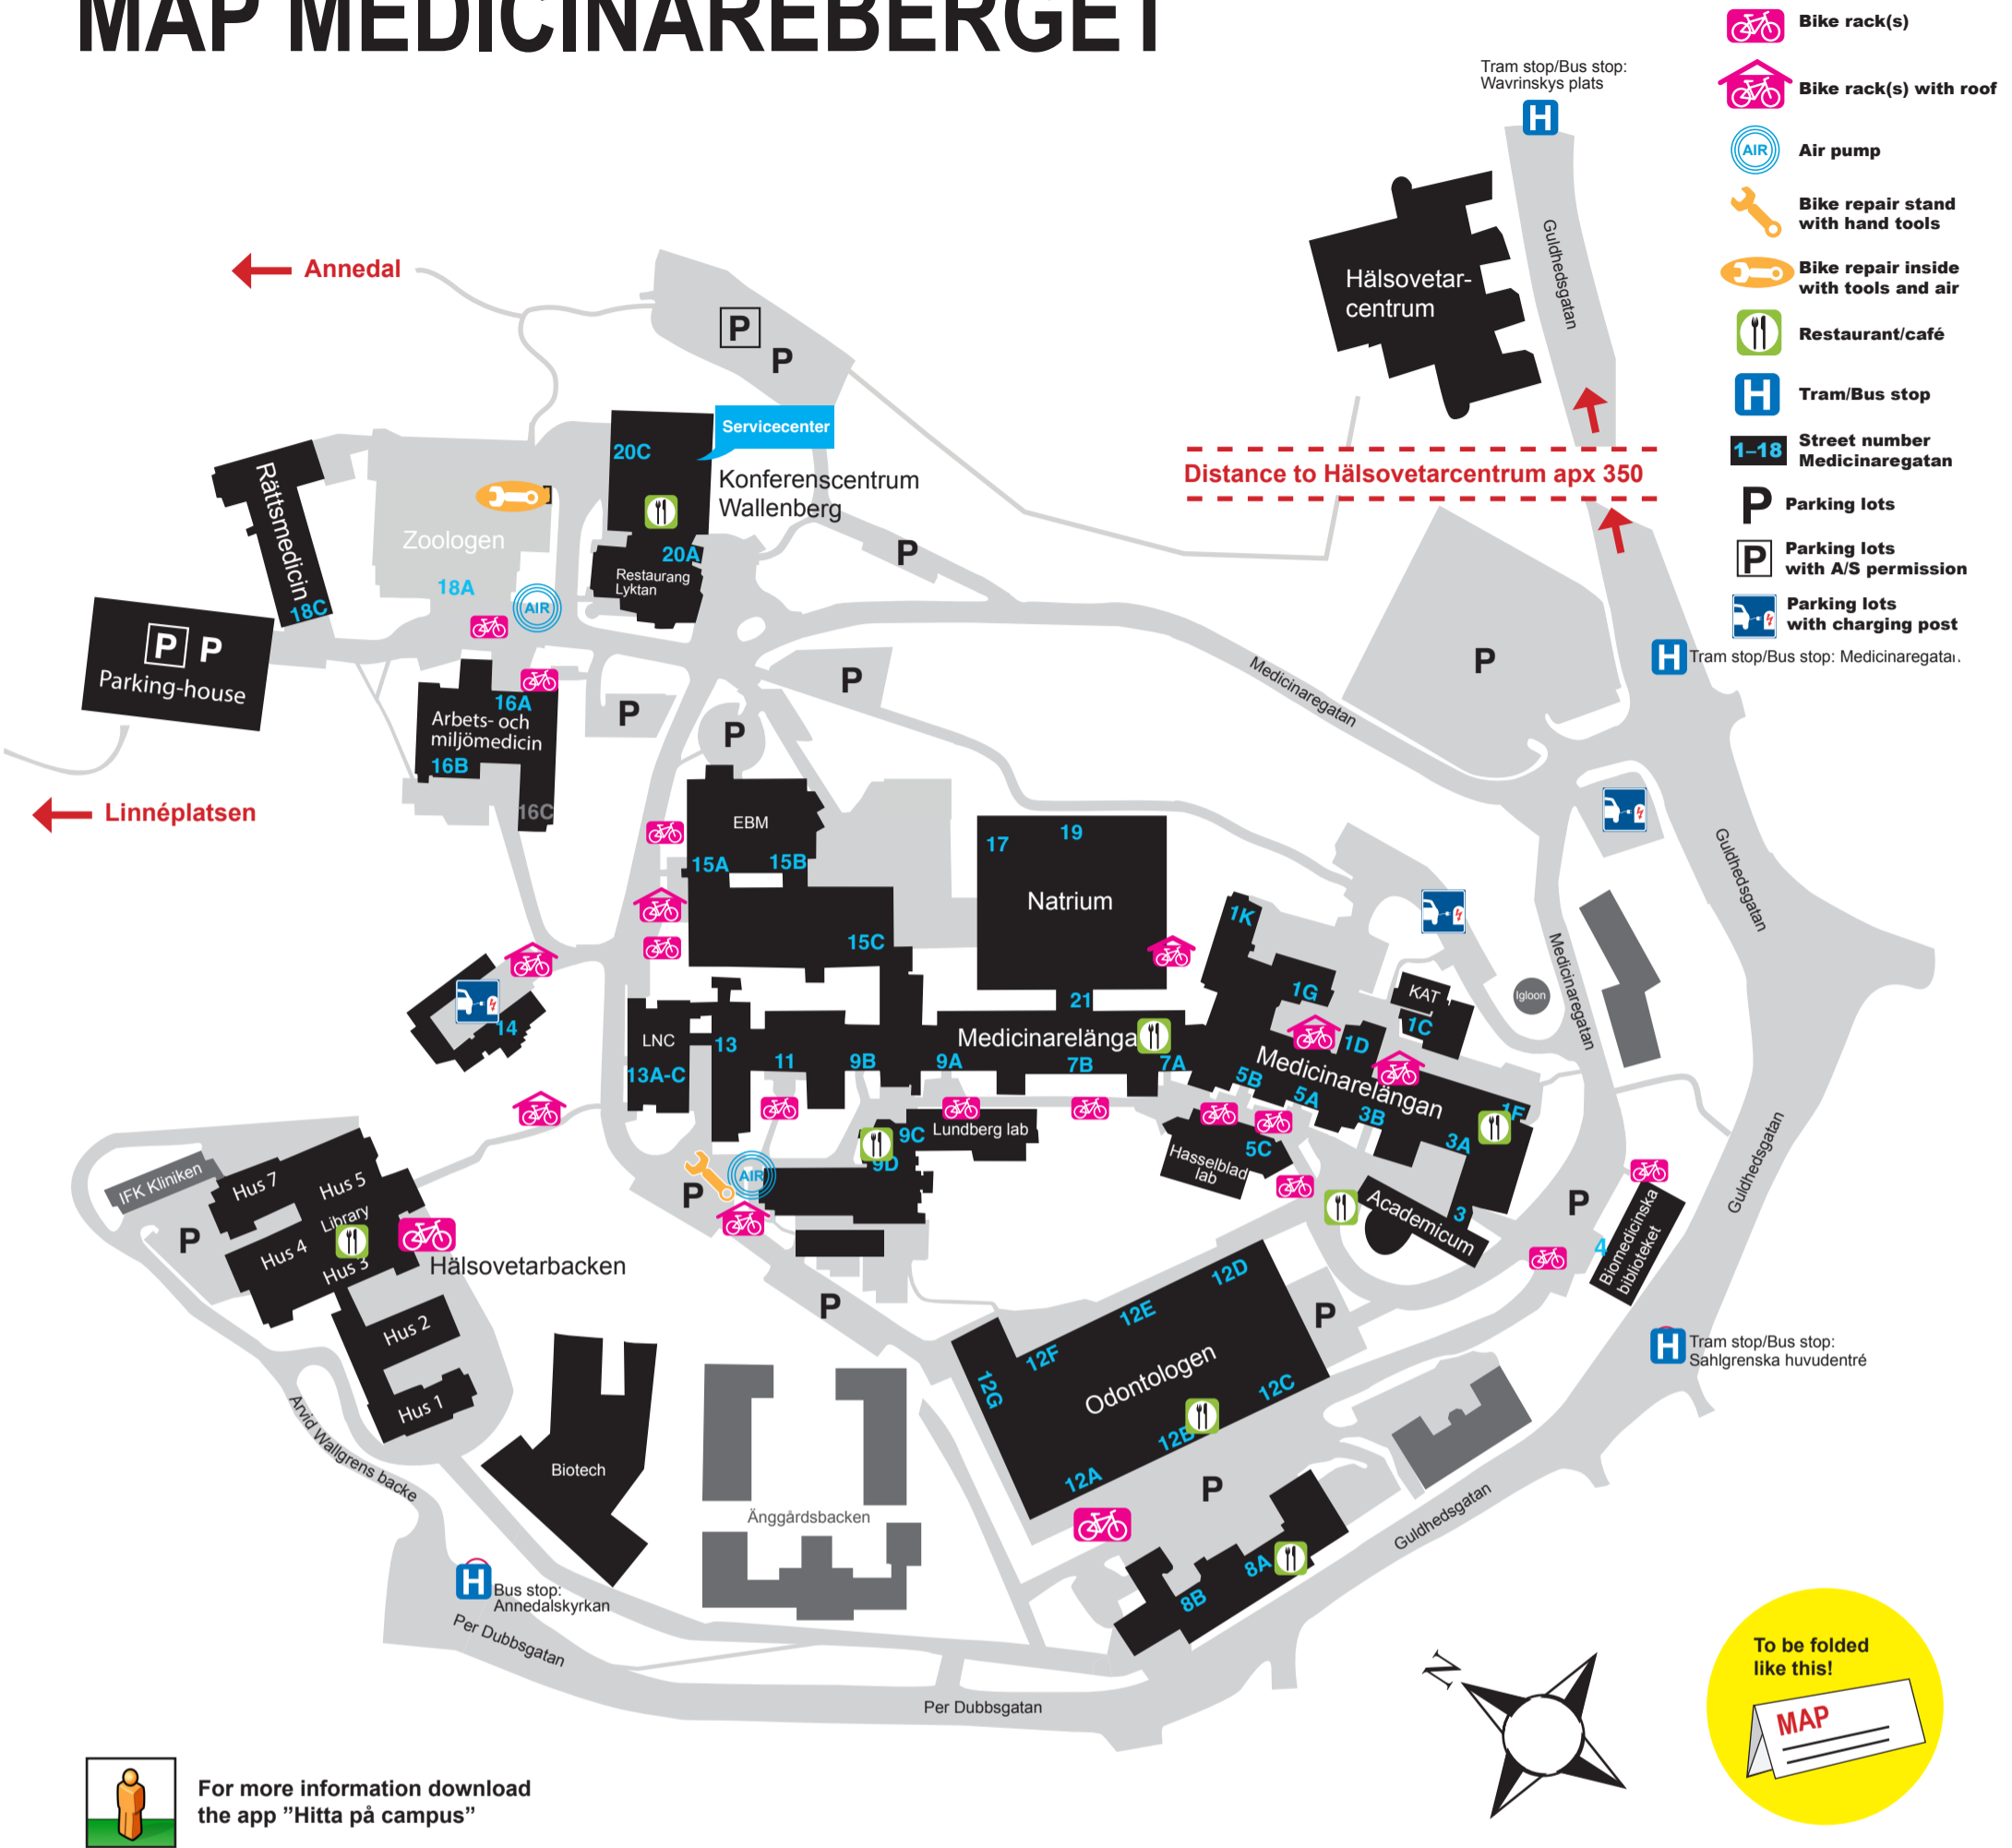 MAP MEDICINAREBERGET
Bike rack(s)
Bike rack(s) with roof
AIR
Air pump
Bike repair stand
with hand tools
Bike repair inside
with tools and air
Restaurant/café
H
Tram/Bus stop
1–18
Street number
Medicinaregatan
P
Parking lots
P
Parking lots
with A/S permission
Parking lots
with charging post
Tram stop/Bus stop:
Wavrinskys plats
H
Guldhedsgatan
Hälsovetar-
centrum
Distance to Hälsovetarcentrum apx 350
Annedal
P
P
Servicecenter
20C
Konferenscentrum
Wallenberg
20A
Restaurang
Lyktan
P
Rättsmedicin
18C
Zoologen
18A
AIR
P P
Parking-house
Linnéplatsen
16A
Arbets- och
miljömedicin
16B
16C
P
P
P
Medicinaregatan
P
H
Tram stop/Bus stop: Medicinaregatan.
Guldhedsgatan
Medicinaregatan
EBM
15A
15B
15C
17
19
Natrium
21
1K
1G
KAT
1C
1D
Igloon
14
LNC
13A-C
13
11
9B
9A
Medicinarelänga
7B
7A
Medicinarelängan
5B
5A
3B
3A
1F
9C
Lundberg lab
9D
5C
Hasselblad
lab
Academicum
3
P
4
Biomedicinska
biblioteket
Guldhedsgatan
H
Tram stop/Bus stop:
Sahlgrenska huvudentré
AIR
P
P
IFK Kliniken
Hus 7
Hus 5
Library
Hus 4
Hus 3
P
Hälsovetarbacken
Hus 2
Hus 1
Arvid Wallgrens backe
Biotech
Änggårdsbacken
12D
12E
12F
12G
Odontologen
12C
12B
12A
P
P
8A
8B
Guldhedsgatan
H
Bus stop:
Annedalskyrkan
Per Dubbsgatan
Per Dubbsgatan
N
To be folded
like this!
MAP
For more information download
the app ”Hitta på campus”